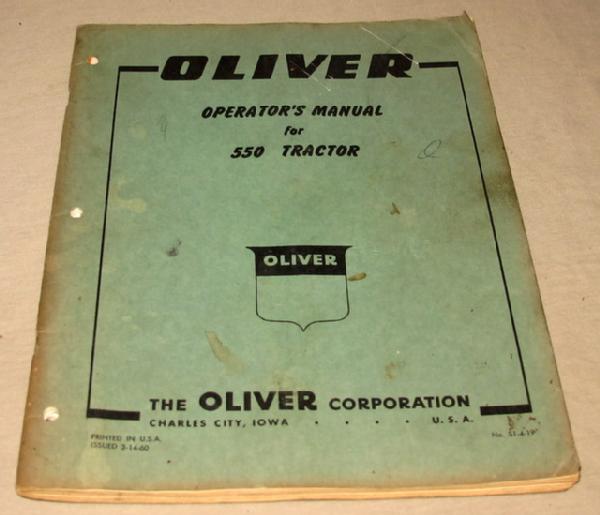 OLIVER
OPERATOR'S MANUAL
for
550 TRACTOR
OLIVER
THE OLIVER CORPORATION
CHARLES CITY, IOWA . . . . U. S. A.
PRINTED IN U.S.A.
ISSUED 3-14-60
No.